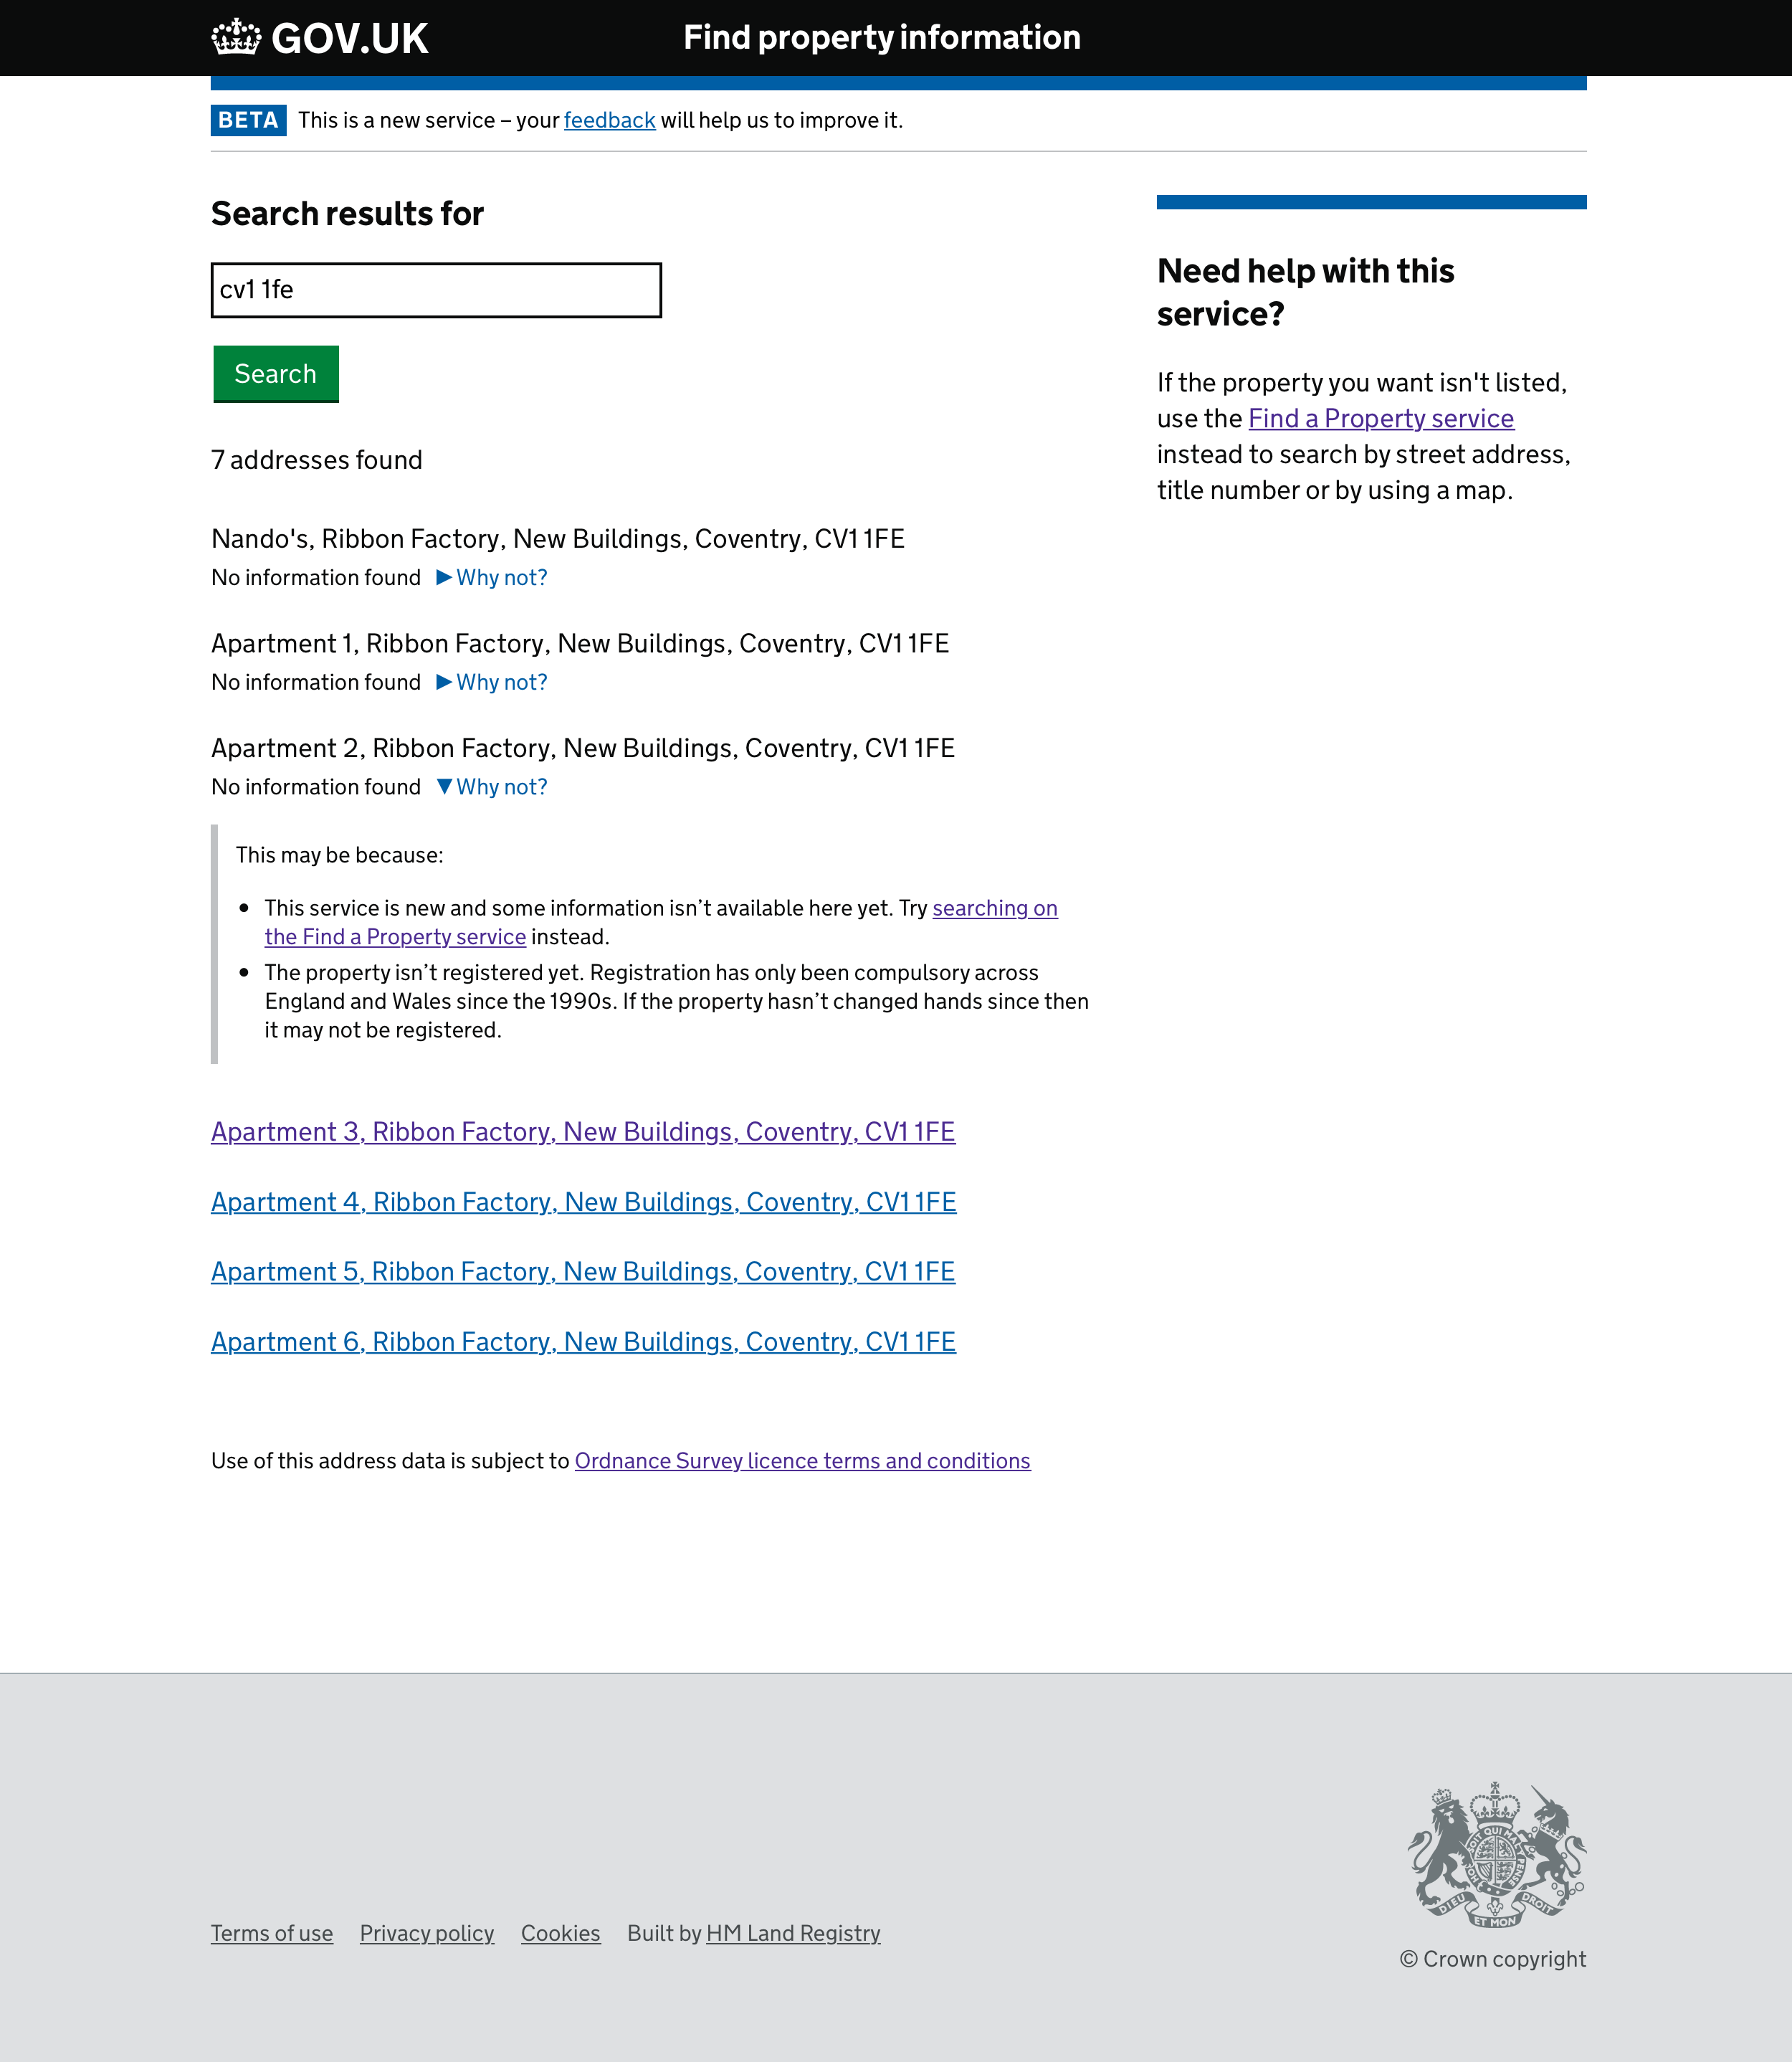 GOV.UK
Find property information
BETA This is a new service – your feedback will help us to improve it.
Search results for
cv1 1fe
Search
7 addresses found
Nando's, Ribbon Factory, New Buildings, Coventry, CV1 1FE
No information found ▶ Why not?
Apartment 1, Ribbon Factory, New Buildings, Coventry, CV1 1FE
No information found ▶ Why not?
Apartment 2, Ribbon Factory, New Buildings, Coventry, CV1 1FE
No information found ▼ Why not?
This may be because:
• This service is new and some information isn’t available here yet. Try searching on
the Find a Property service instead.
• The property isn’t registered yet. Registration has only been compulsory across
England and Wales since the 1990s. If the property hasn’t changed hands since then
it may not be registered.
Apartment 3, Ribbon Factory, New Buildings, Coventry, CV1 1FE
Apartment 4, Ribbon Factory, New Buildings, Coventry, CV1 1FE
Apartment 5, Ribbon Factory, New Buildings, Coventry, CV1 1FE
Apartment 6, Ribbon Factory, New Buildings, Coventry, CV1 1FE
Use of this address data is subject to Ordnance Survey licence terms and conditions
Need help with this
service?
If the property you want isn't listed,
use the Find a Property service
instead to search by street address,
title number or by using a map.
Terms of use Privacy policy Cookies Built by HM Land Registry
DIEU ET MON DROIT
© Crown copyright